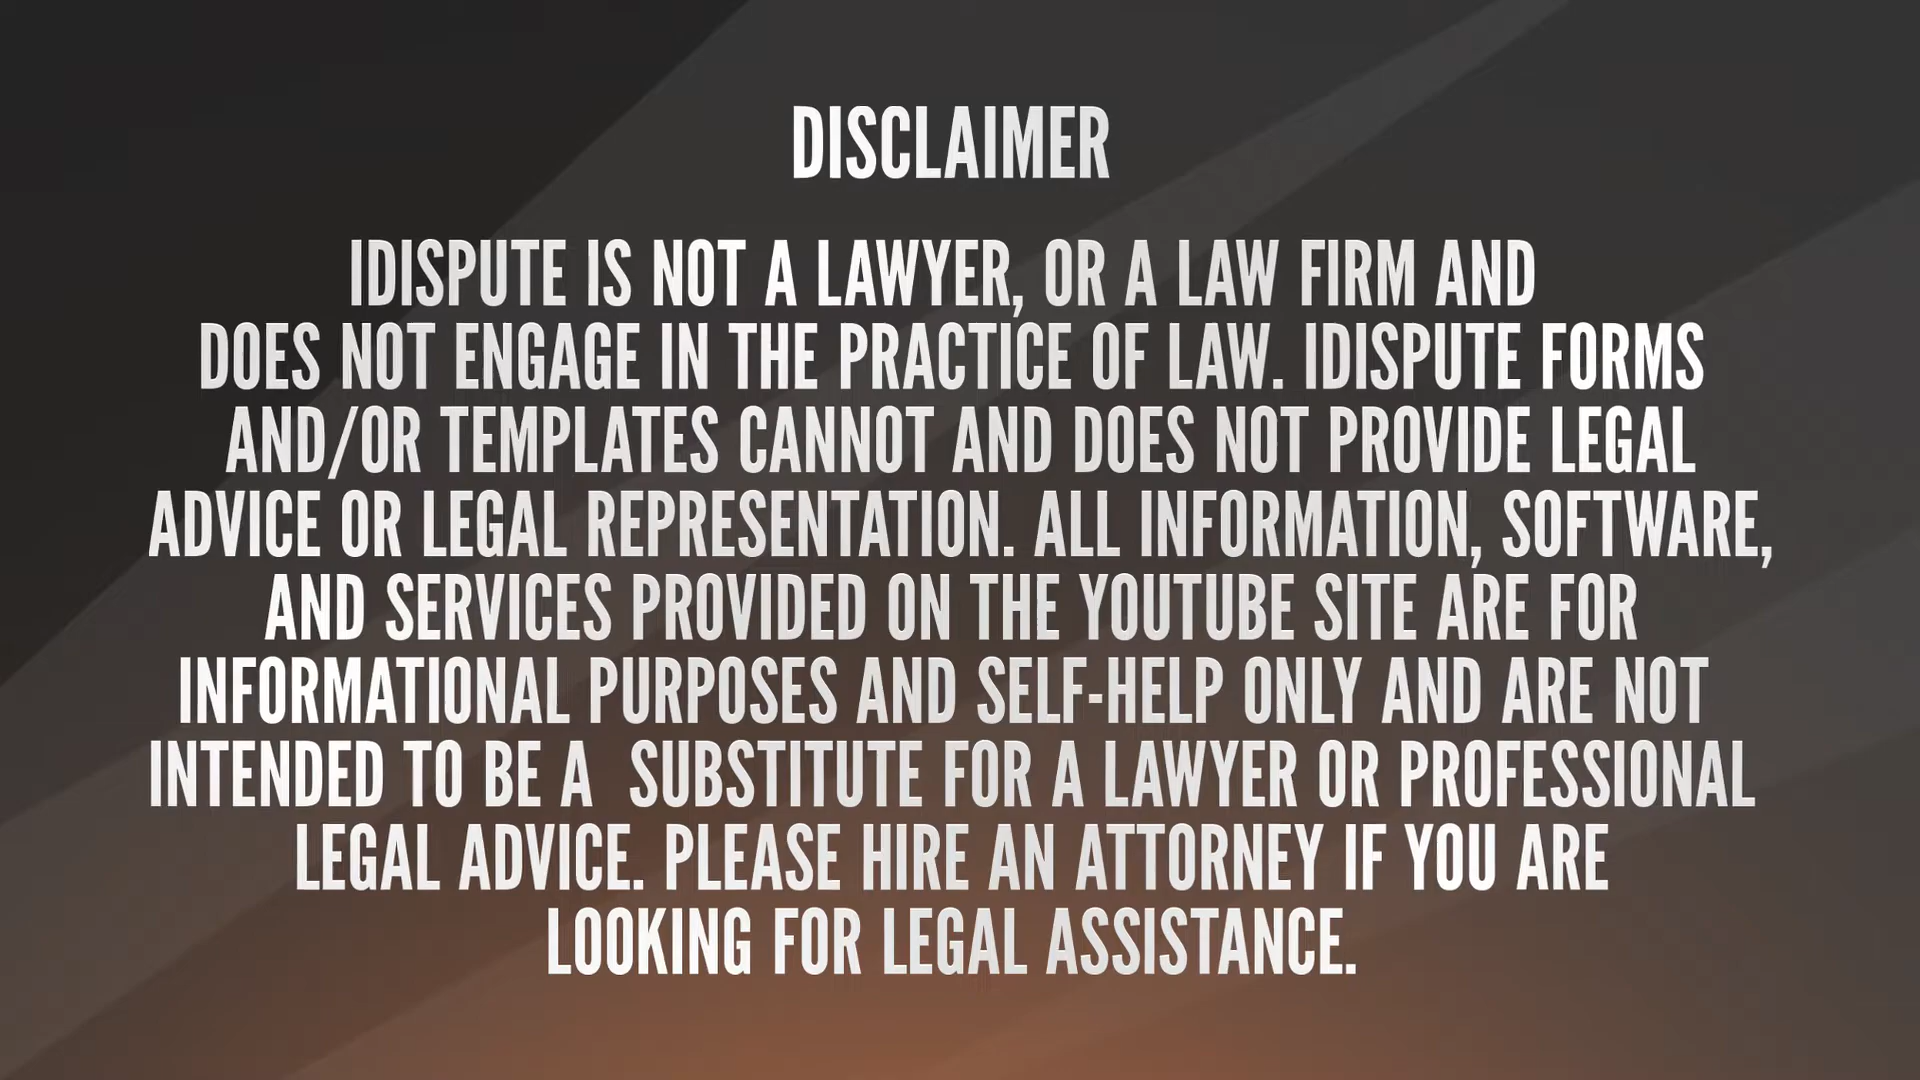 DISCLAIMER
IDISPUTE IS NOT A LAWYER, OR A LAW FIRM AND
DOES NOT ENGAGE IN THE PRACTICE OF LAW. IDISPUTE FORMS
AND/OR TEMPLATES CANNOT AND DOES NOT PROVIDE LEGAL
ADVICE OR LEGAL REPRESENTATION. ALL INFORMATION, SOFTWARE,
AND SERVICES PROVIDED ON THE YOUTUBE SITE ARE FOR
INFORMATIONAL PURPOSES AND SELF-HELP ONLY AND ARE NOT
INTENDED TO BE A  SUBSTITUTE FOR A LAWYER OR PROFESSIONAL
LEGAL ADVICE. PLEASE HIRE AN ATTORNEY IF YOU ARE
LOOKING FOR LEGAL ASSISTANCE.